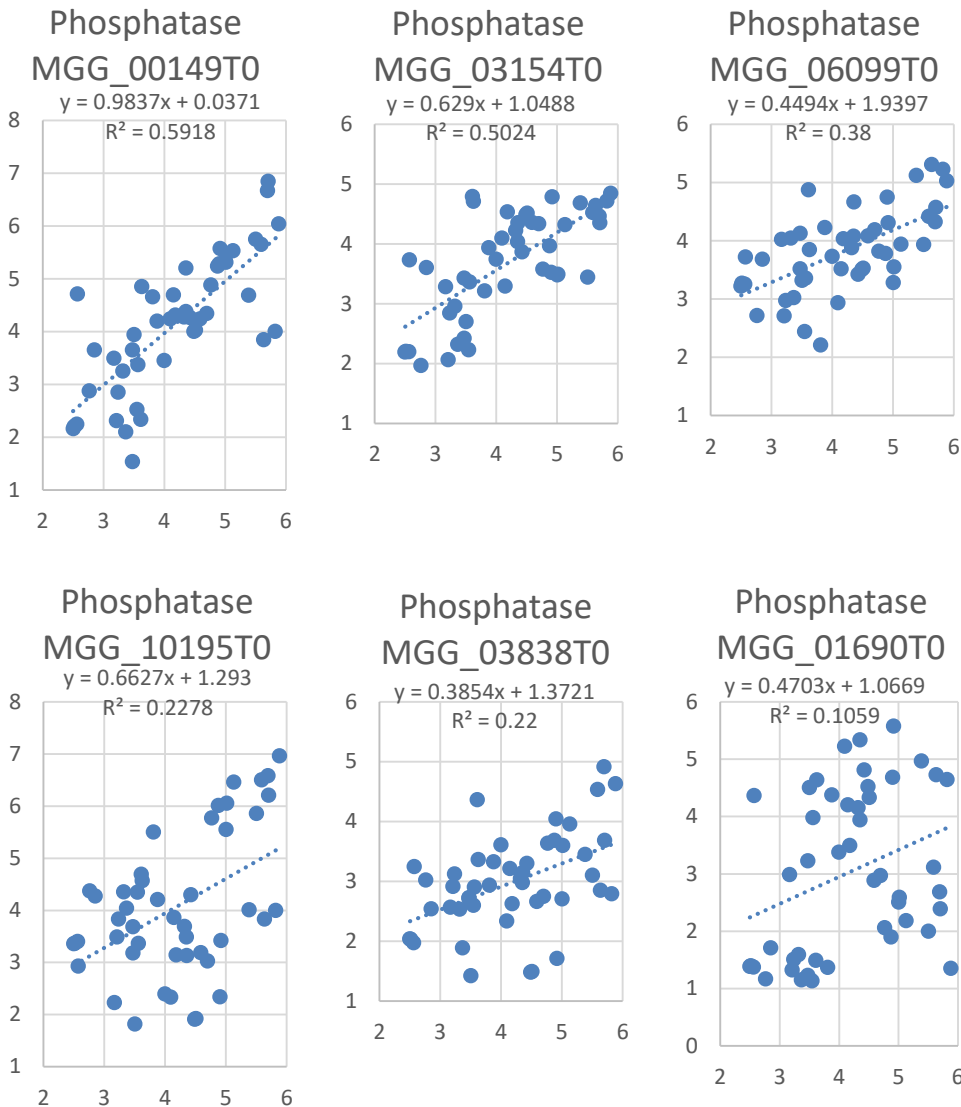 Phosphatase
MGG_00149T0
y = 0.9837x + 0.0371
R² = 0.5918
8
7
6
5
4
3
2
1
2 3 4 5 6
Phosphatase
MGG_03154T0
y = 0.629x + 1.0488
R² = 0.5024
6
5
4
3
2
1
2 3 4 5 6
Phosphatase
MGG_06099T0
y = 0.4494x + 1.9397
R² = 0.38
6
5
4
3
2
1
2 3 4 5 6
Phosphatase
MGG_10195T0
y = 0.6627x + 1.293
R² = 0.2278
8
7
6
5
4
3
2
1
2 3 4 5 6
Phosphatase
MGG_03838T0
y = 0.3854x + 1.3721
R² = 0.22
6
5
4
3
2
1
2 3 4 5 6
Phosphatase
MGG_01690T0
y = 0.4703x + 1.0669
R² = 0.1059
6
5
4
3
2
1
0
2 3 4 5 6